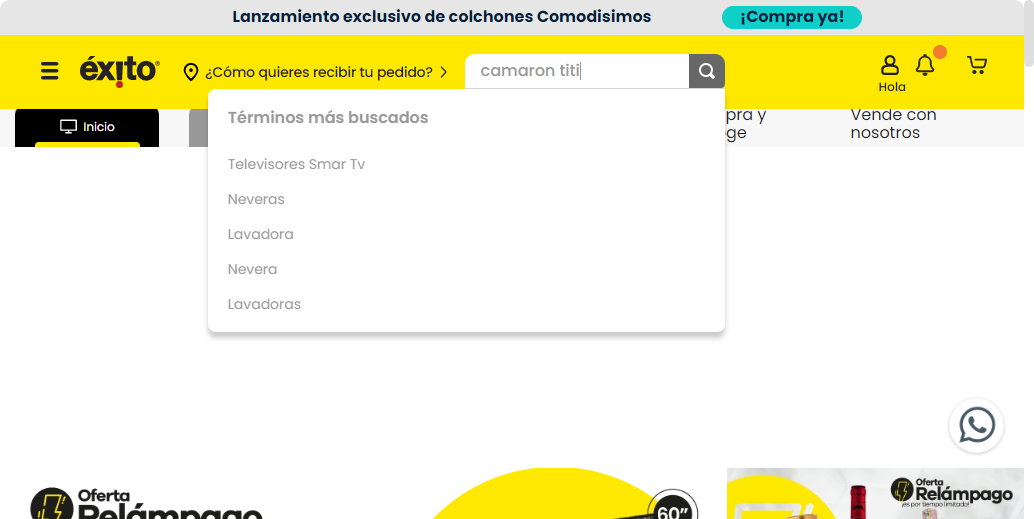 Lanzamiento exclusivo de colchones Comodisimos
¡Compra ya!
éxito
¿Cómo quieres recibir tu pedido?
camaron titi
Hola
Inicio
Términos más buscados
Televisores Smar Tv
Neveras
Lavadora
Nevera
Lavadoras
pra y
ge
Vende con
nosotros
Oferta
Relámpago
60”
Oferta
Relámpago
¡es por tiempo limitado!